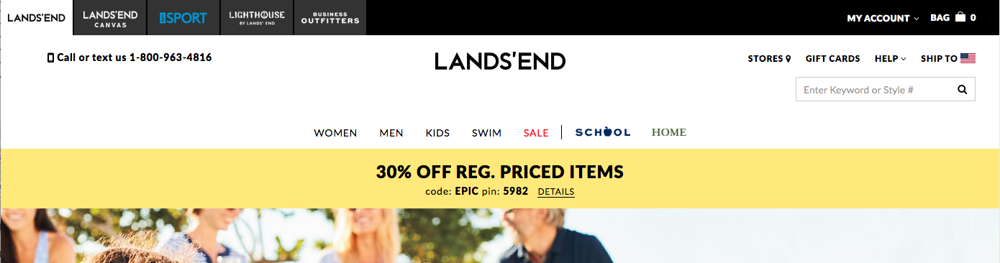 LANDS'END
LANDS'END
CANVAS
SPORT
LIGHTHOUSE
BY LANDS' END
BUSINESS
OUTFITTERS
MY ACCOUNT
BAG 0
Call or text us 1-800-963-4816
LANDS'END
STORES
GIFT CARDS
HELP
SHIP TO
Enter Keyword or Style #
WOMEN
MEN
KIDS
SWIM
SALE
SCHOOL
HOME
30% OFF REG. PRICED ITEMS
code: EPIC pin: 5982 DETAILS